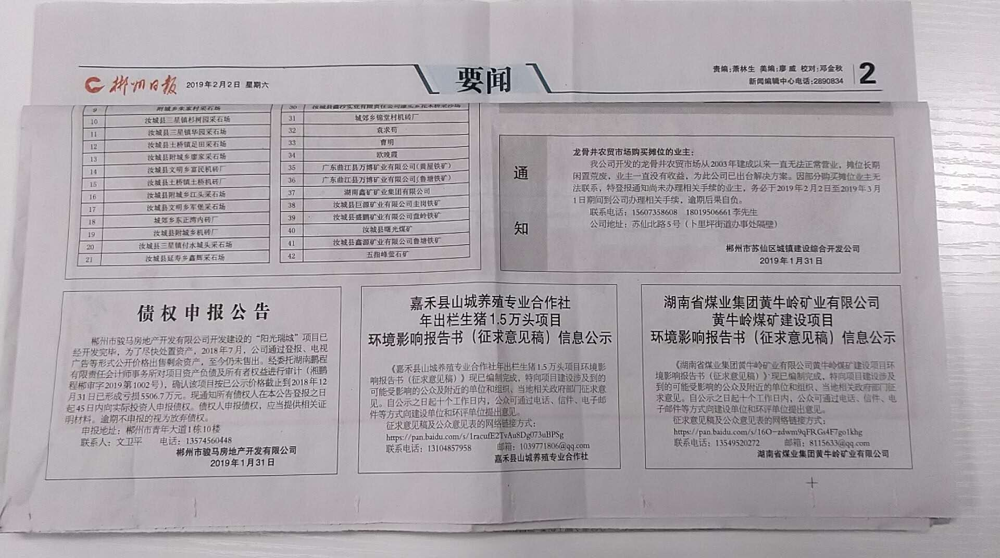 郴州日报 2019年2月2日 星期六
要闻
责编:萧林生 美编:廖威 校对:邓金秋
新闻编辑中心电话:2890834
2
9 附城乡朱家村采石场
10 汝城县三星镇杉树园采石场
11 汝城县三星镇华园采石场
12 汝城县土桥镇足田采石场
13 汝城县附城乡廖家采石场
14 汝城县文明乡富民机砖厂
15 汝城县土桥镇土桥机砖厂
16 汝城县附城乡江头采石场
17 汝城县文明乡军堡采石场
18 城郊乡东正湾内砖厂
19 汝城县附城乡机砖厂
20 汝城县三星镇付水城头采石场
21 汝城县延寿乡鑫辉采石场
30
31 城郊乡锦堂村机砖厂
32 袁求苟
33 曹明
34 欧晚霞
35 广东曲江县万博矿业有限公司(黄屋铁矿)
36 广东曲江县万博矿业有限公司(鲁塘铁矿)
37 湖南鑫矿矿业集团有限公司
38 汝城县巨源矿业有限公司圭岗铁矿
39 汝城县盛鹏矿业有限公司盘岭铁矿
40 汝城县曙光煤矿
41 汝城县鑫源矿业有限公司鲁塘铁矿
42 五指峰萤石矿
通知
龙骨井农贸市场购买摊位的业主:
我公司开发的龙骨井农贸市场从2003年建成以来一直无法正常营业，摊位长期
闲置荒废，业主一直没有收益，为此公司已出台解决方案。因部分购买摊位业主无
法联系，特登报通知尚未办理相关手续的业主，务必于2019年2月2日至2019年3月
1日期间到公司办理相关手续，逾期后果自负。
联系电话：15607358608 18019506661李先生
公司地址：苏仙北路5号（卜里坪街道办事处隔壁）
郴州市苏仙区城镇建设综合开发公司
2019年1月31日
债权申报公告
郴州市骏马房地产开发有限公司开发建设的“阳光瑞城”项目已
经开发完毕，为了尽快处置资产，2018年7月，公司通过登报、电视
广告等形式公开价格出售剩余资产，至今仍未售出。经委托湖南鹏程
有限责任会计师事务所对项目资产负债及所有者权益进行审计（湘鹏
程郴审字2019第1002号），确认该项目按已公示价格截止到2018年12
月31日已形成亏损5506.7万元。现通知所有债权人在本公告登报之日
起45日内向实际投资人申报债权。债权人申报债权，应当提供相关证
明材料。逾期不申报的视为放弃债权。
申报地址：郴州市青年大道1栋10楼
联系人：文卫平 电话：13574560448
郴州市骏马房地产开发有限公司
2019年1月31日
嘉禾县山城养殖专业合作社
年出栏生猪1.5万头项目
环境影响报告书（征求意见稿）信息公示
《嘉禾县山城养殖专业合作社年出栏生猪1.5万头项目环境影
响报告书（征求意见稿）》现已编制完成，特向项目建设涉及到的
可能受影响的公众及附近的单位和组织、当地相关政府部门征求意
见。自公示之日起十个工作日内，公众可通过电话、信件、电子邮
件等方式向建设单位和环评单位提出意见。
征求意见稿及公众意见表的网络链接方式：
https://pan.baidu.com/s/1racufE2TvAu8Dg073uBPSg
联系电话：13104857958 邮箱：1039771806@qq.com
嘉禾县山城养殖专业合作社
湖南省煤业集团黄牛岭矿业有限公司
黄牛岭煤矿建设项目
环境影响报告书（征求意见稿）信息公示
《湖南省煤业集团黄牛岭矿业有限公司黄牛岭煤矿建设项目环
境影响报告书（征求意见稿）》现已编制完成，特向项目建设涉及
到的可能受影响的公众及附近的单位和组织、当地相关政府部门征
求意见。自公示之日起十个工作日内，公众可通过电话、信件、电
子邮件等方式向建设单位和环评单位提出意见。
征求意见稿及公众意见表的网络链接方式：
https://pan.baidu.com/s/16O-zdwm9qFRGs4F7go1khg
联系电话：13549520272 邮箱：8115633@qq.com
湖南省煤业集团黄牛岭矿业有限公司